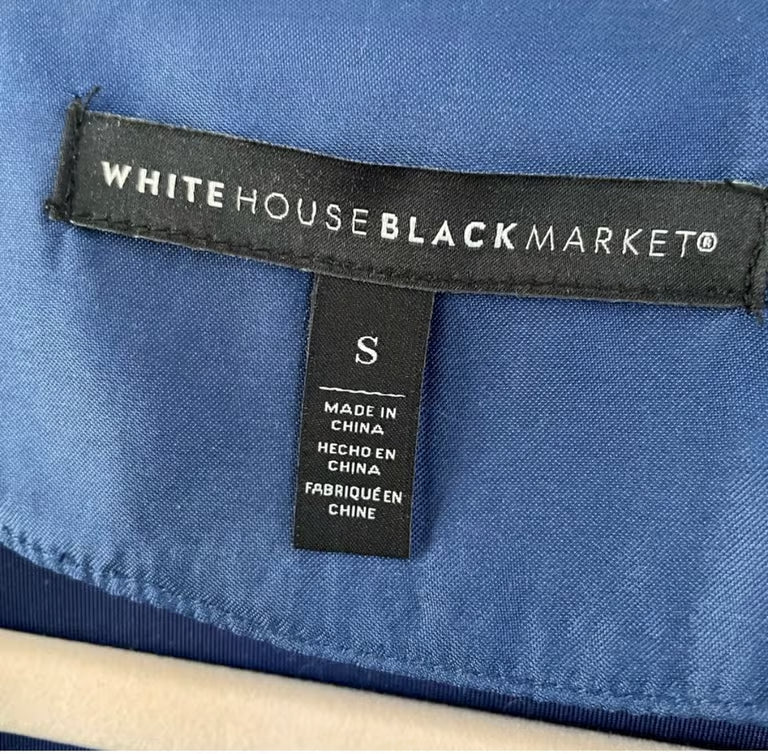 WHITE HOUSE BLACK MARKET®
S
MADE IN
CHINA
HECHO EN
CHINA
FABRIQUÉ EN
CHINE